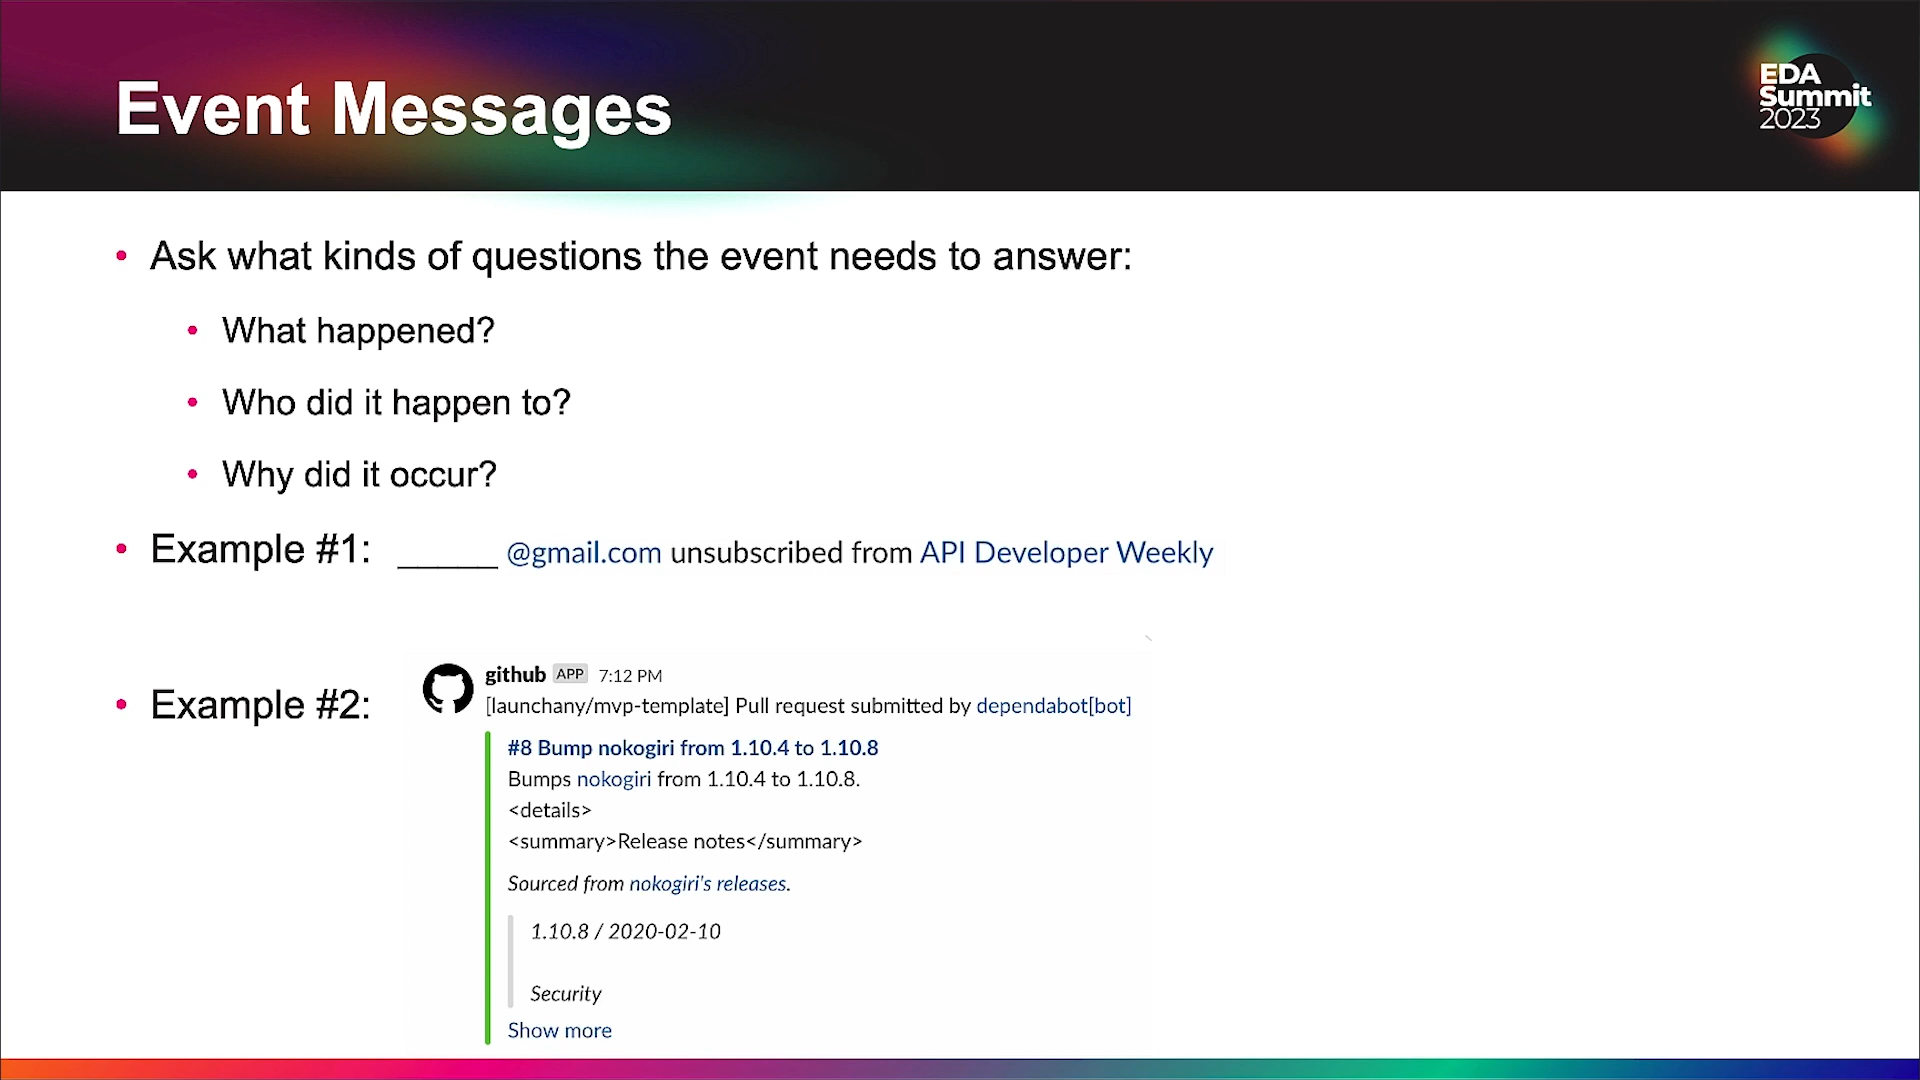 Event Messages
EDA
Summit
2023
• Ask what kinds of questions the event needs to answer:
• What happened?
• Who did it happen to?
• Why did it occur?
• Example #1: _____ @gmail.com unsubscribed from API Developer Weekly
• Example #2:
github APP 7:12 PM
[launchany/mvp-template] Pull request submitted by dependabot[bot]
#8 Bump nokogiri from 1.10.4 to 1.10.8
Bumps nokogiri from 1.10.4 to 1.10.8.
<details>
<summary>Release notes</summary>
Sourced from nokogiri's releases.
1.10.8 / 2020-02-10
Security
Show more